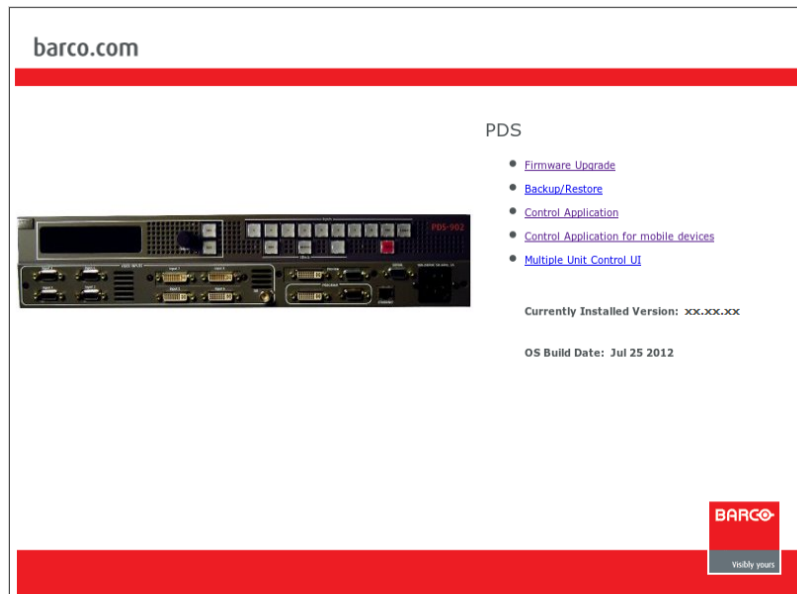 barco.com
PDS
Firmware Upgrade
Backup/Restore
Control Application
Control Application for mobile devices
Multiple Unit Control UI
PDS-902
Currently Installed Version: xx.xx.xx
OS Build Date: Jul 25 2012
BARCO
Visibly yours